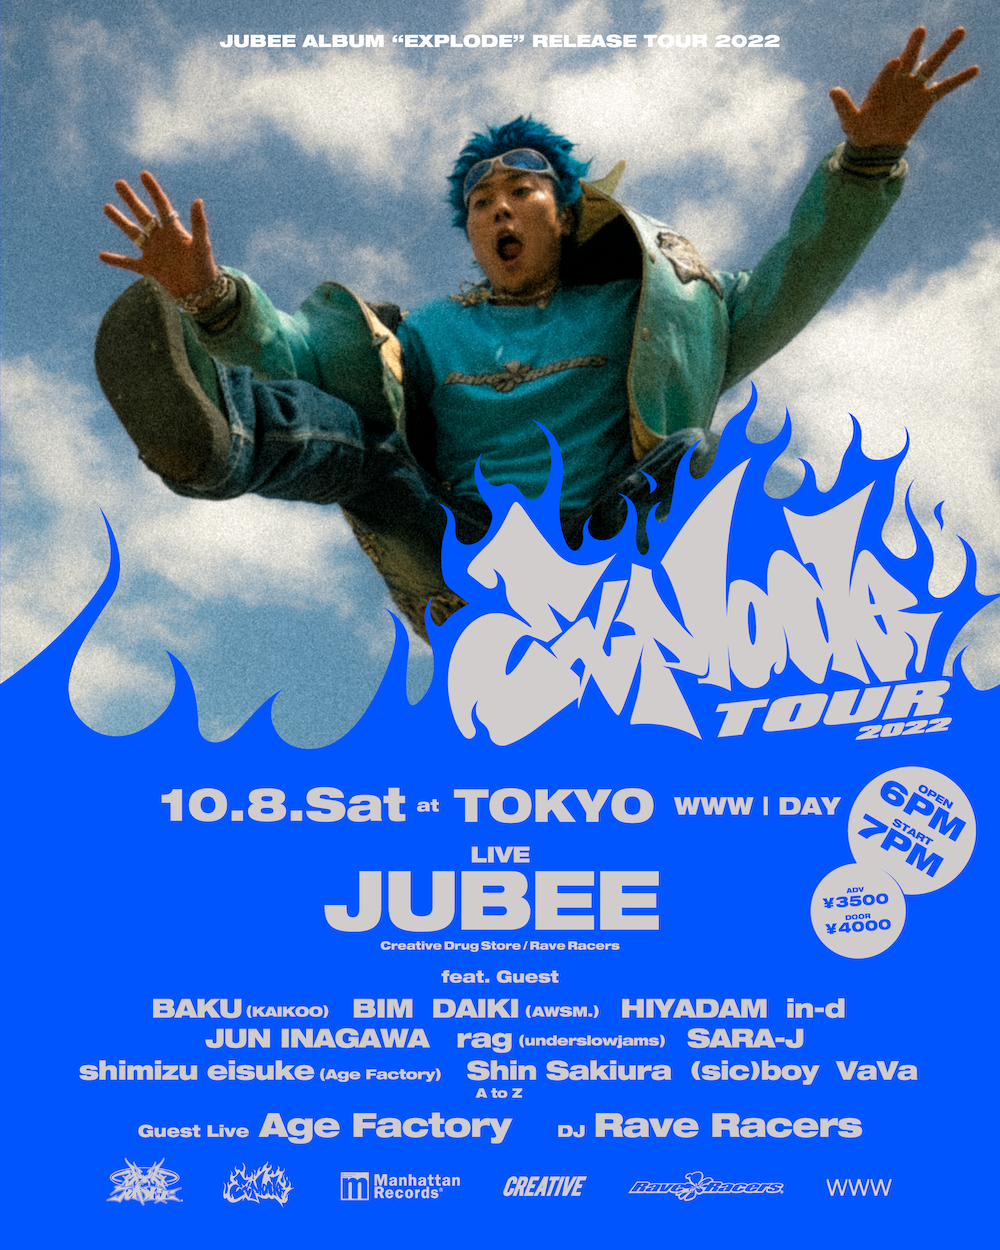 JUBEE ALBUM “EXPLODE” RELEASE TOUR 2022
Explode
TOUR
2022
10.8.Sat at TOKYO WWW | DAY
OPEN
6PM
START
7PM
ADV
¥3500
DOOR
¥4000
LIVE
JUBEE
Creative Drug Store / Rave Racers
feat. Guest
BAKU (KAIKOO) BIM DAIKI (AWSM.) HIYADAM in-d
JUN INAGAWA rag (underslowjams) SARA-J
shimizu eisuke (Age Factory) Shin Sakiura (sic)boy VaVa
A to Z
Guest Live Age Factory DJ Rave Racers
Explode
Manhattan
Records®
CREATIVE
Rave Racers
WWW